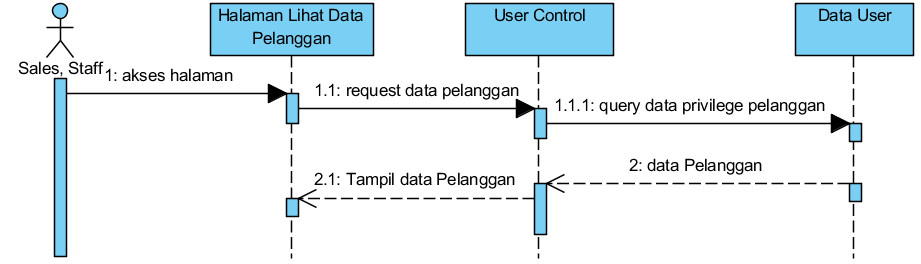 Halaman Lihat Data
Pelanggan
User Control
Data User
Sales, Staff
1: akses halaman
1.1: request data pelanggan
1.1.1: query data privilege pelanggan
2: data Pelanggan
2.1: Tampil data Pelanggan